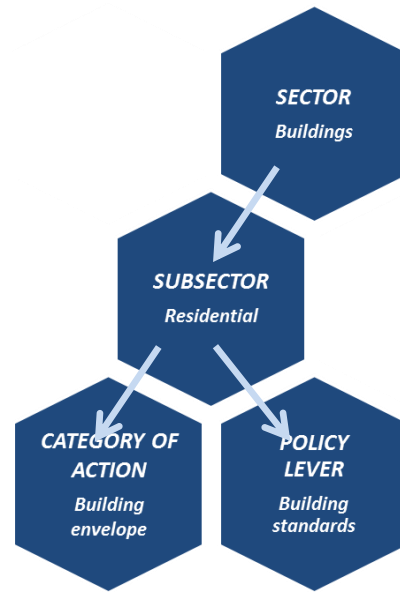 SECTOR
Buildings
SUBSECTOR
Residential
CATEGORY OF
ACTION
Building
envelope
POLICY
LEVER
Building
standards